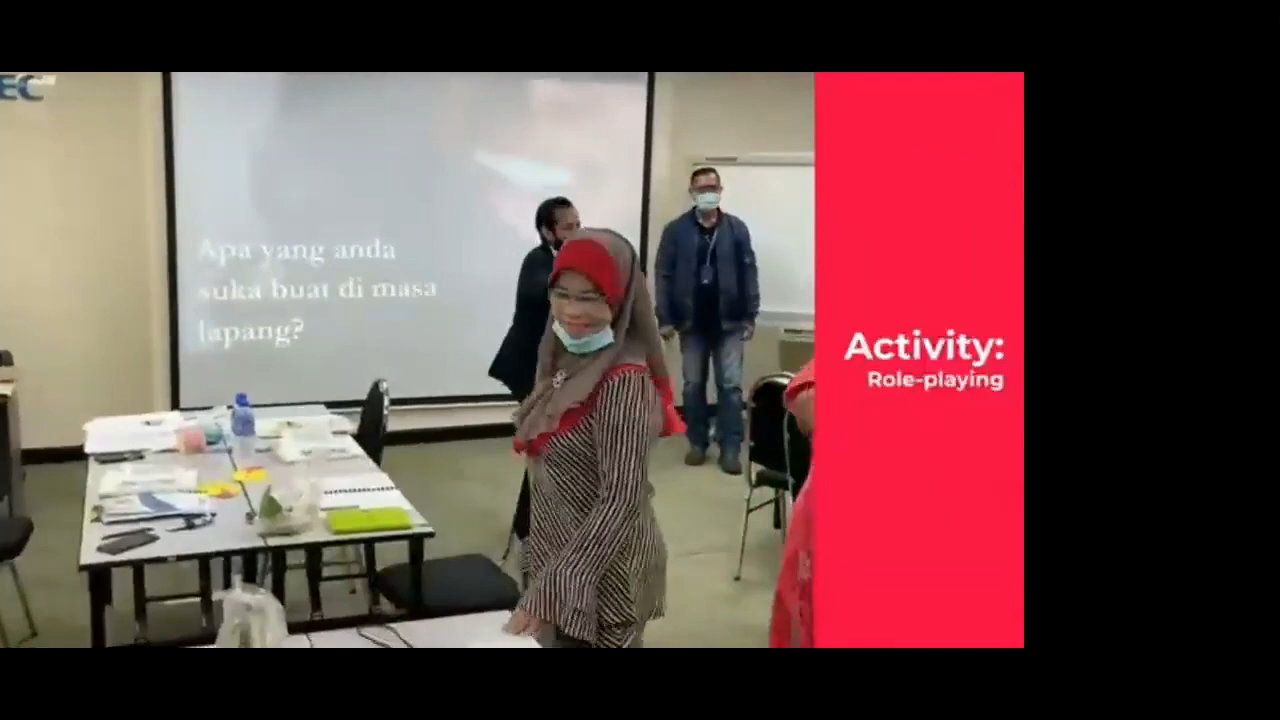 EC
Apa yang anda
suka buat di masa
lapang?
Activity:
Role-playing